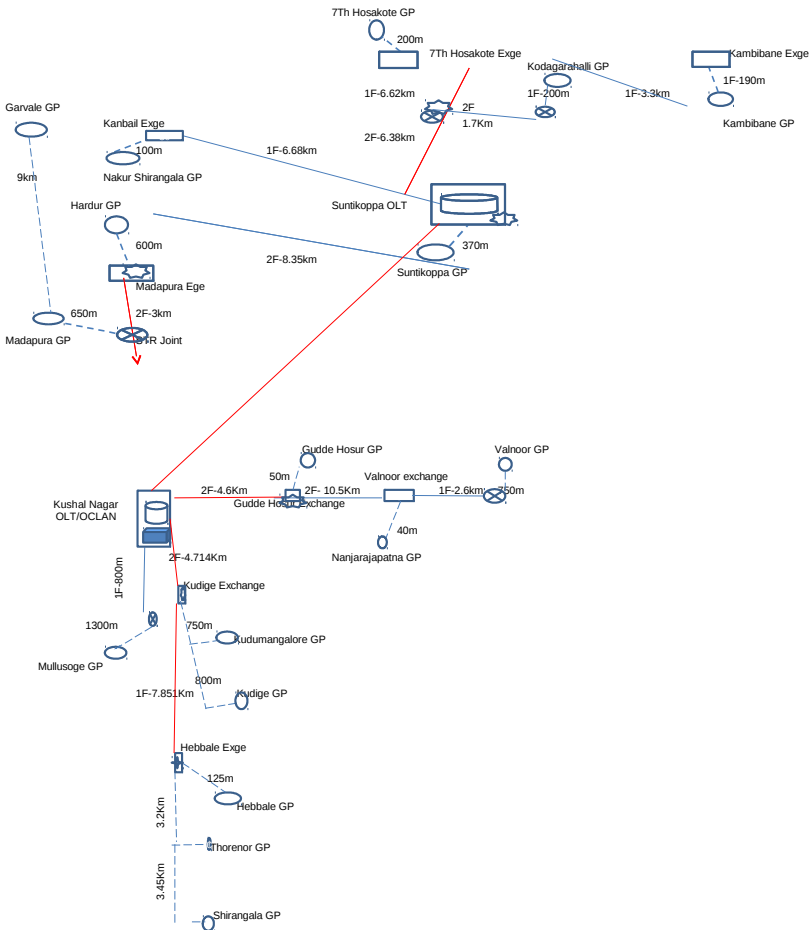 7Th Hosakote GP
200m
7Th Hosakote Exge
Kambibane Exge
Kodagarahalli GP
1F-190m
1F-6.62km
1F-200m
1F-3.3km
Garvale GP
2F
1.7Km
Kanbail Exge
Kambibane GP
2F-6.38km
100m
1F-6.68km
9km
Nakur Shirangala GP
Hardur GP
Suntikoppa OLT
600m
370m
2F-8.35km
Suntikoppa GP
Madapura Ege
650m
2F-3km
Madapura GP
BTR Joint
Gudde Hosur GP
Valnoor GP
50m
Valnoor exchange
2F-4.6Km
2F- 10.5Km
1F-2.6km
750m
Kushal Nagar
OLT/OCLAN
Gudde Hosur Exchange
40m
Nanjarajapatna GP
2F-4.714Km
1F-800m
Kudige Exchange
1300m
750m
Kudumangalore GP
Mullusoge GP
800m
1F-7.851Km
Kudige GP
Hebbale Exge
125m
Hebbale GP
3.2Km
Thorenor GP
3.45Km
Shirangala GP